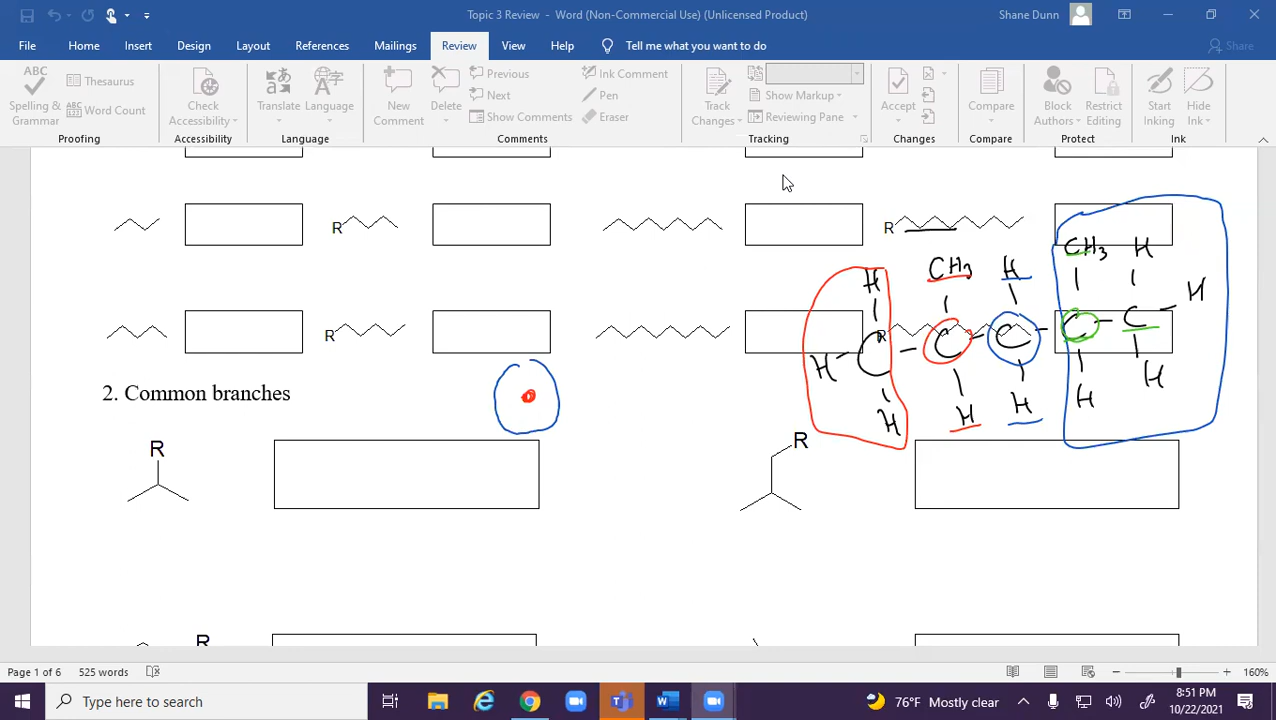 Topic 3 Review - Word (Non-Commercial Use) (Unlicensed Product)
Shane Dunn
File Home Insert Design Layout References Mailings Review View Help Tell me what you want to do Share
ABC
Spelling & Grammar
Thesaurus
Word Count
Proofing
Check Accessibility
Accessibility
Translate
Language
Language
New Comment
Delete
Previous
Next
Show Comments
Comments
Ink Comment
Pen
Eraser
Track Changes
Show Markup
Reviewing Pane
Tracking
Accept
Changes
Compare
Compare
Block Authors
Restrict Editing
Protect
Start Inking
Hide Ink
Ink
R R
CH3 H
H CH3 H H
R R
C C C C C
H H
H H H H
2. Common branches
R R
R
Page 1 of 6 525 words 160%
Type here to search
76°F Mostly clear
8:51 PM
10/22/2021